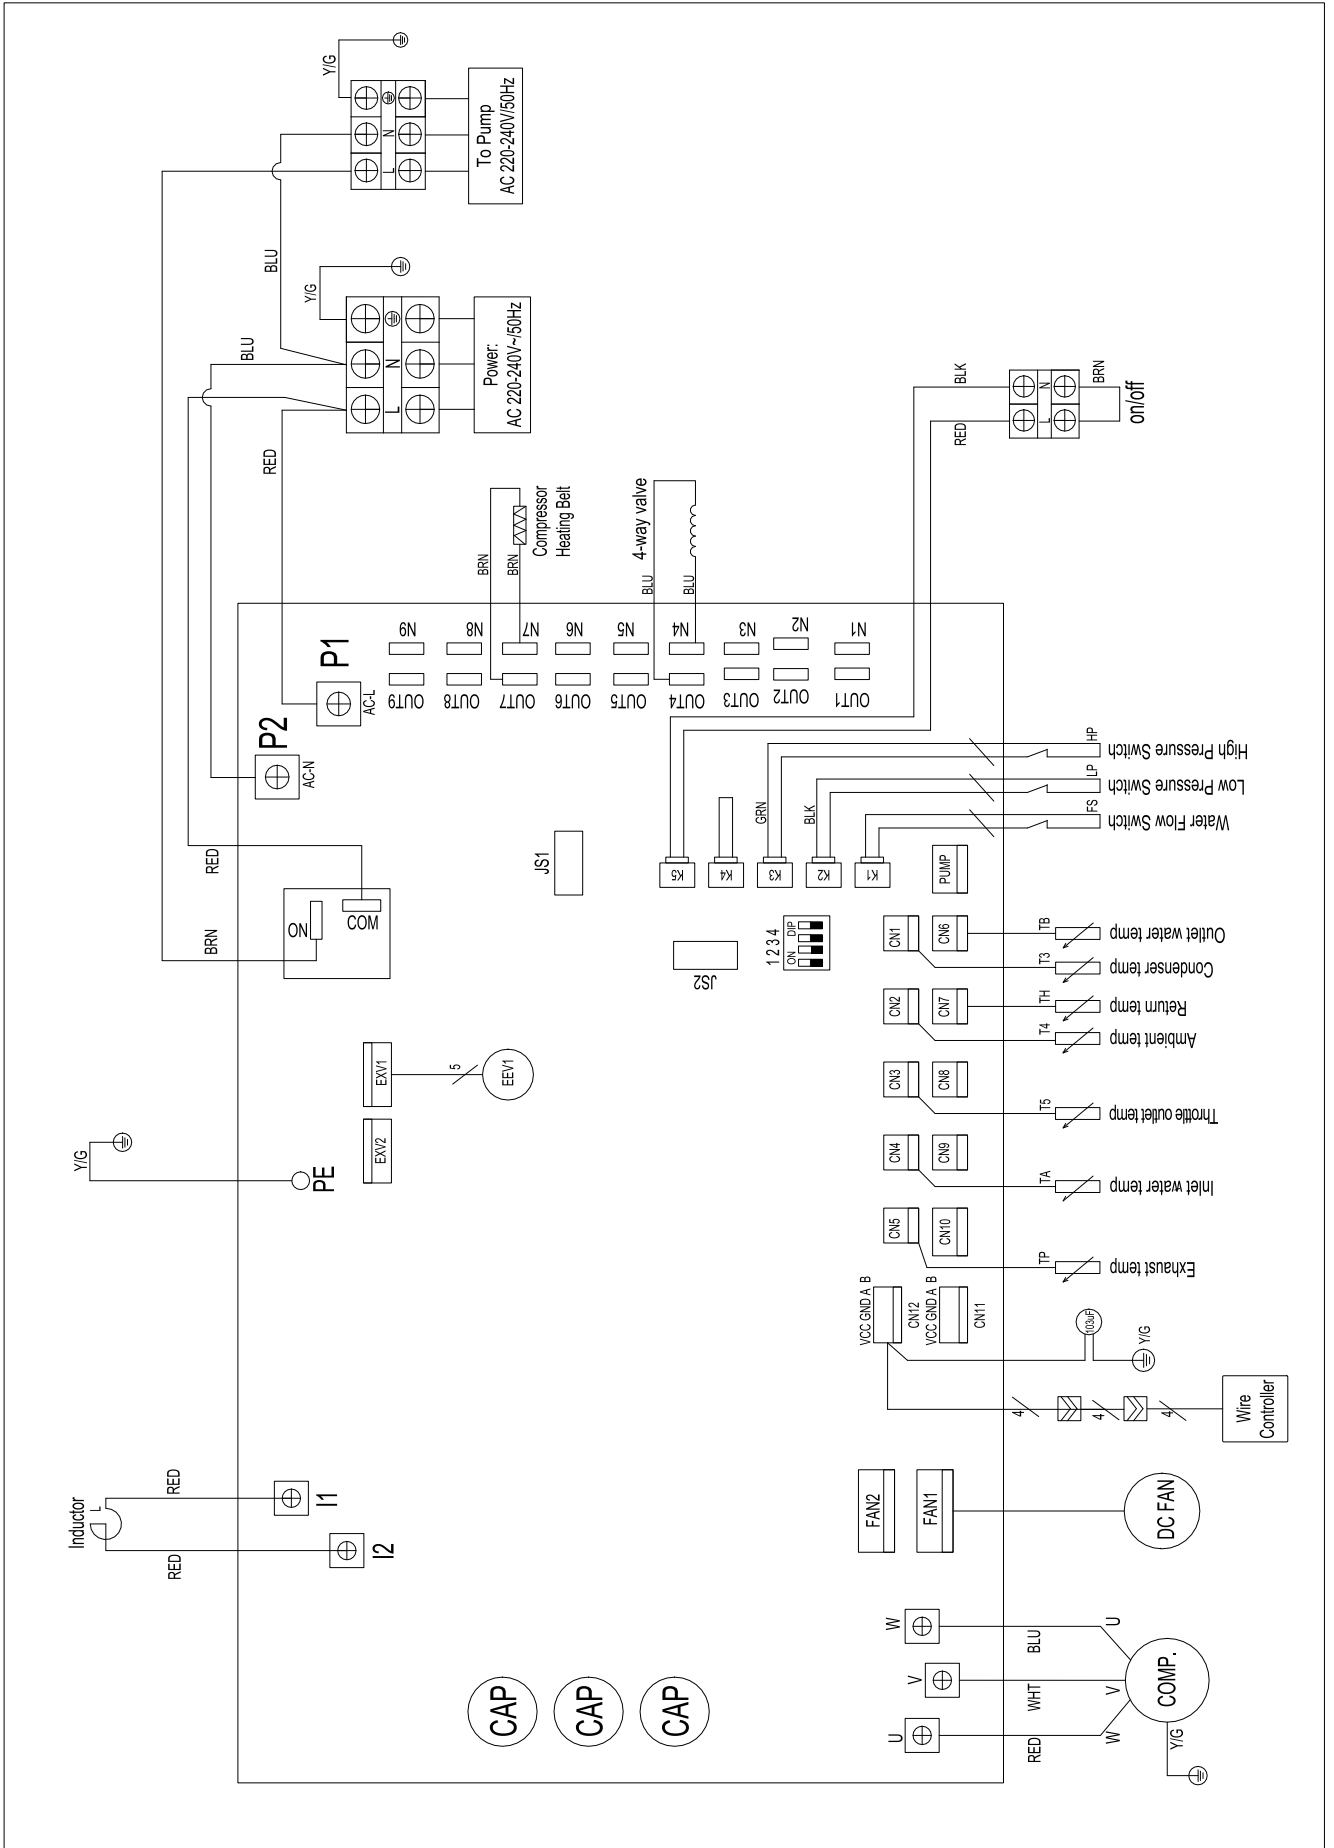 Y/G
L
N
To Pump
AC 220-240V/50Hz
BLU
Y/G
BLU
L
N
Power:
AC 220-240V~/50Hz
RED
BLK
RED
L
N
BRN
on/off
BRN
BRN
Compressor
Heating Belt
4-way valve
BLU
BLU
P1
AC-L
P2
AC-N
N9
N8
N7
N6
N5
N4
N3
N2
N1
OUT9
OUT8
OUT7
OUT6
OUT5
OUT4
OUT3
OUT2
OUT1
RED
BRN
ON
COM
JS1
JS2
1 2 3 4
ON DIP
K5
K4
K3
K2
K1
GRN
BLK
HP
High Pressure Switch
LP
Low Pressure Switch
FS
Water Flow Switch
PUMP
CN1
CN6
TB
Outlet water temp
T3
Condenser temp
CN2
CN7
TH
Return temp
T4
Ambient temp
CN3
CN8
T5
Throttle outlet temp
CN4
CN9
TA
Inlet water temp
CN5
CN10
TP
Exhaust temp
EXV1
5
EEV1
EXV2
Y/G
PE
VCC GND A B
CN12
VCC GND A B
CN11
103uF
Y/G
4
4
4
Wire
Controller
Inductor
L
RED
RED
I1
I2
FAN2
FAN1
DC FAN
CAP
CAP
CAP
W
V
U
BLU
WHT
RED
U
V
W
COMP.
Y/G